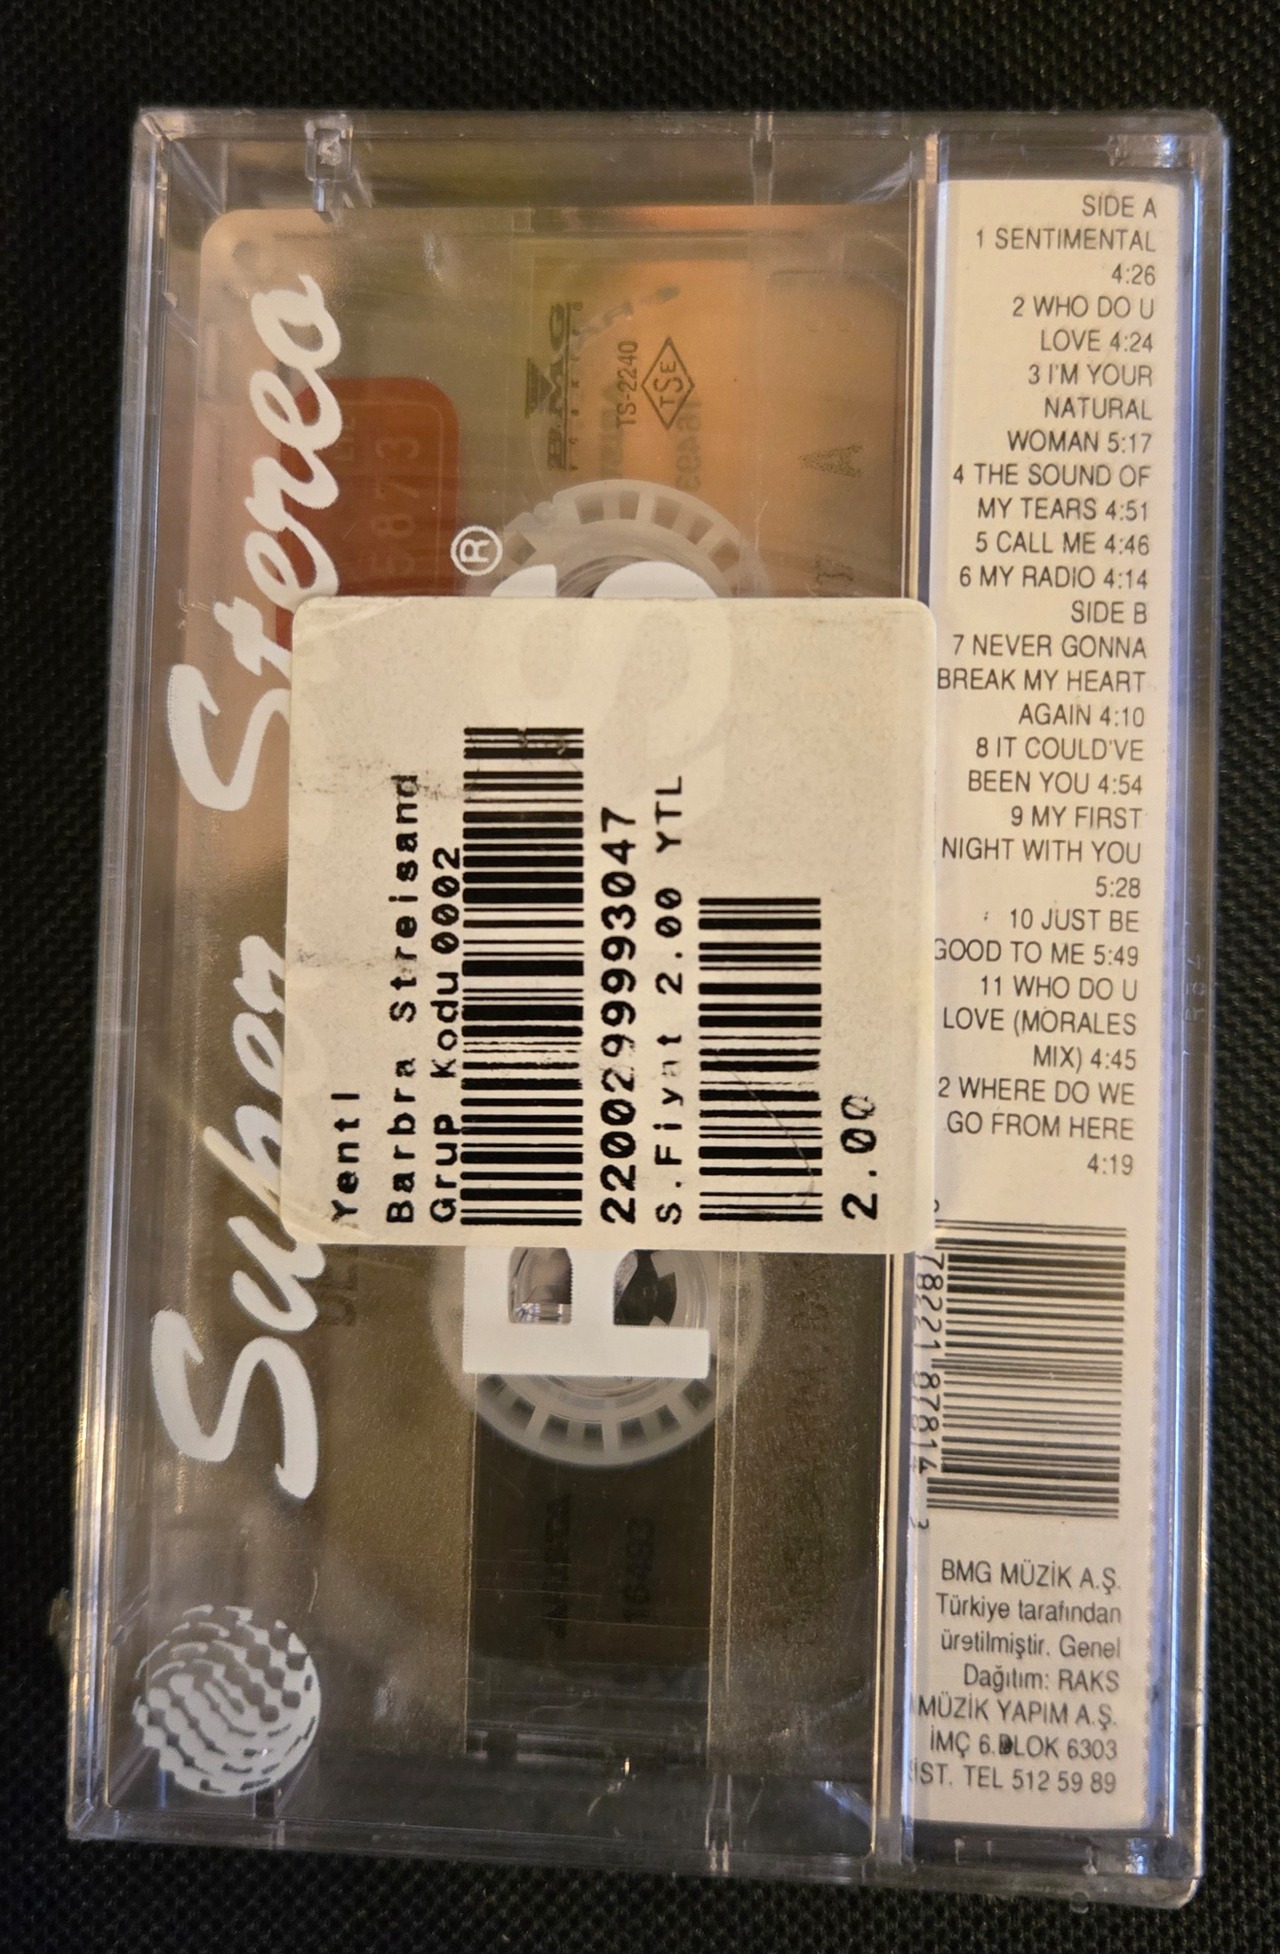 SIDE A
1 SENTIMENTAL
4:26
2 WHO DO U
LOVE 4:24
3 I'M YOUR
NATURAL
WOMAN 5:17
4 THE SOUND OF
MY TEARS 4:51
5 CALL ME 4:46
6 MY RADIO 4:14
SIDE B
7 NEVER GONNA
BREAK MY HEART
AGAIN 4:10
8 IT COULD'VE
BEEN YOU 4:54
9 MY FIRST
NIGHT WITH YOU
5:28
10 JUST BE
GOOD TO ME 5:49
11 WHO DO U
LOVE (MORALES
MIX) 4:45
2 WHERE DO WE
GO FROM HERE
4:19
78221 87814 3
BMG MÜZİK A.Ş.
Türkiye tarafından
üretilmiştir. Genel
Dağıtım: RAKS
MÜZİK YAPIM A.Ş.
İMÇ 6.BLOK 6303
İST. TEL 512 59 89
Super Stereo
®
Yentl
Barbra Streisand
Grup Kodu 0002
2200299993047
S.Fiyat 2.00 YTL
2.00
BMG
TS-2240
TSE
A
5873
16493